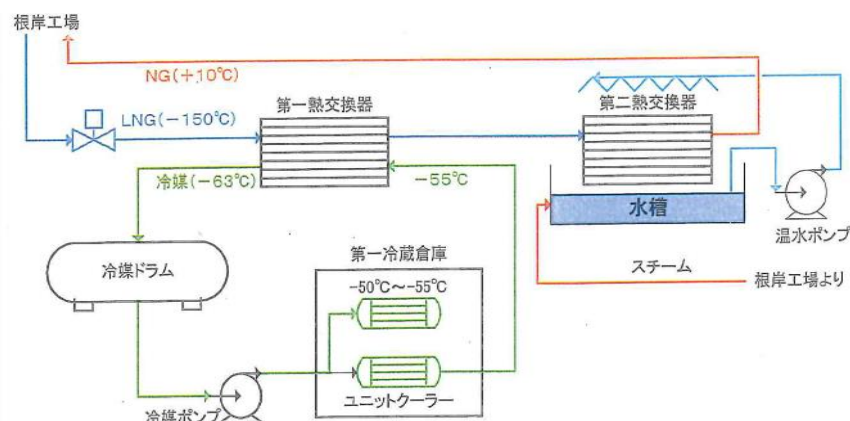 根岸工場
NG(+10℃)
LNG(-150℃)
第一熱交換器
第二熱交換器
冷媒(-63℃)
-55℃
水槽
温水ポンプ
冷媒ドラム
第一冷蔵倉庫
スチーム
根岸工場より
-50℃~-55℃
ユニットクーラー
冷媒ポンプ